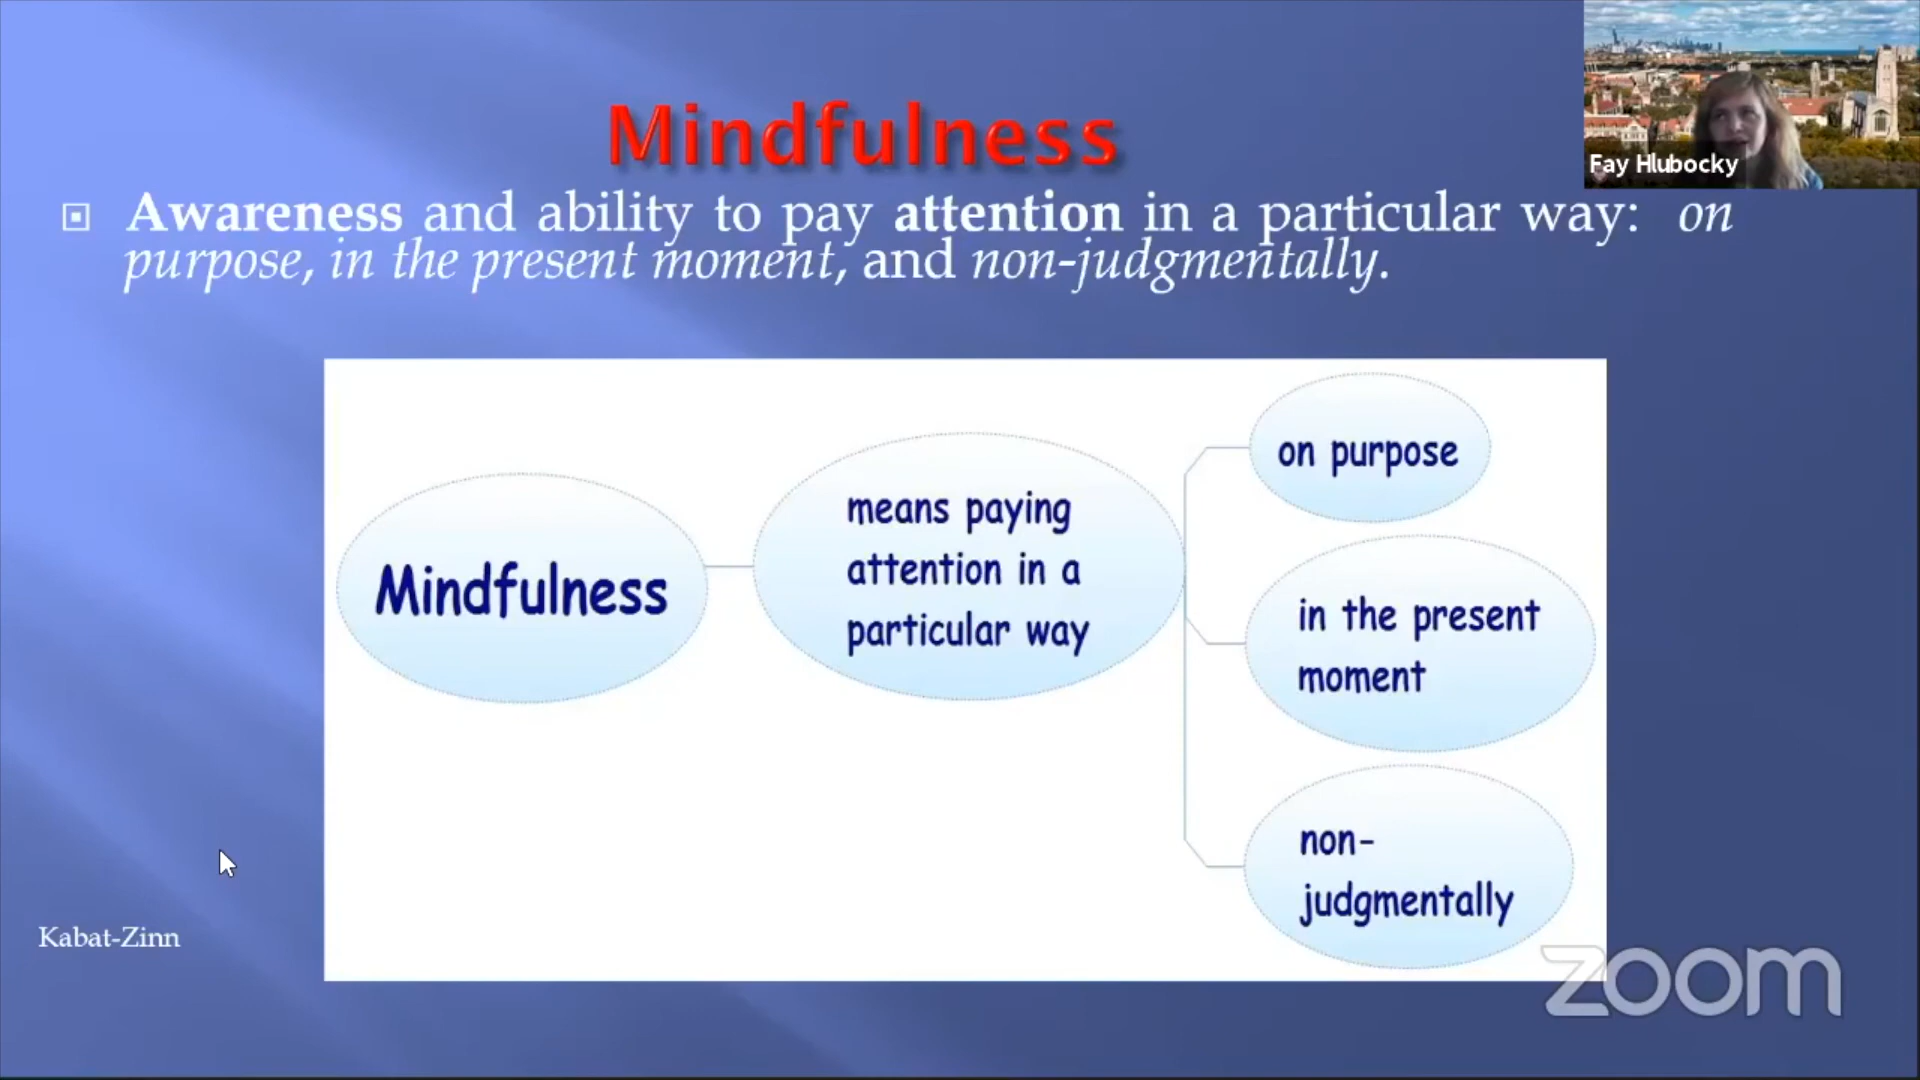 Mindfulness
Fay Hlubocky
Awareness and ability to pay attention in a particular way: on
purpose, in the present moment, and non-judgmentally.
Mindfulness
means paying
attention in a
particular way
on purpose
in the present
moment
non-
judgmentally
Kabat-Zinn
zoom